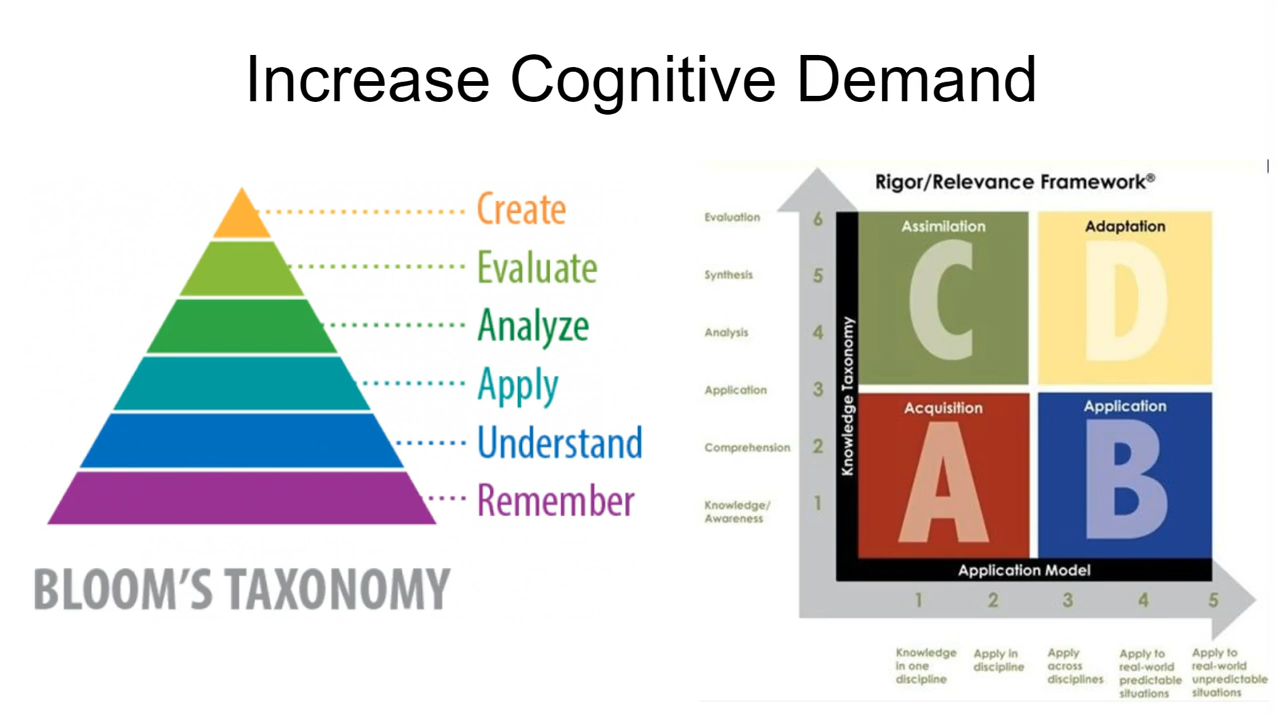 Increase Cognitive Demand
Create
Evaluate
Analyze
Apply
Understand
Remember
BLOOM'S TAXONOMY
Rigor/Relevance Framework®
Evaluation 6
Synthesis 5
Analysis 4
Application 3
Comprehension 2
Knowledge/
Awareness 1
Knowledge Taxonomy
Assimilation
C
Adaptation
D
Acquisition
A
Application
B
Application Model
1 2 3 4 5
Knowledge
in one
discipline
Apply in
discipline
Apply
across
disciplines
Apply to
real-world
predictable
situations
Apply to
real-world
unpredictable
situations